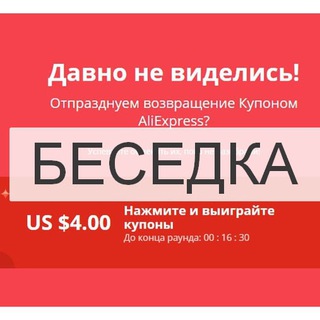 Давно не виделись!
Отпразднуем возвращение Купоном
AliExpress?
БЕСЕДКА
US $4.00
Нажмите и выиграйте
купоны
До конца раунда: 00 : 16 : 30